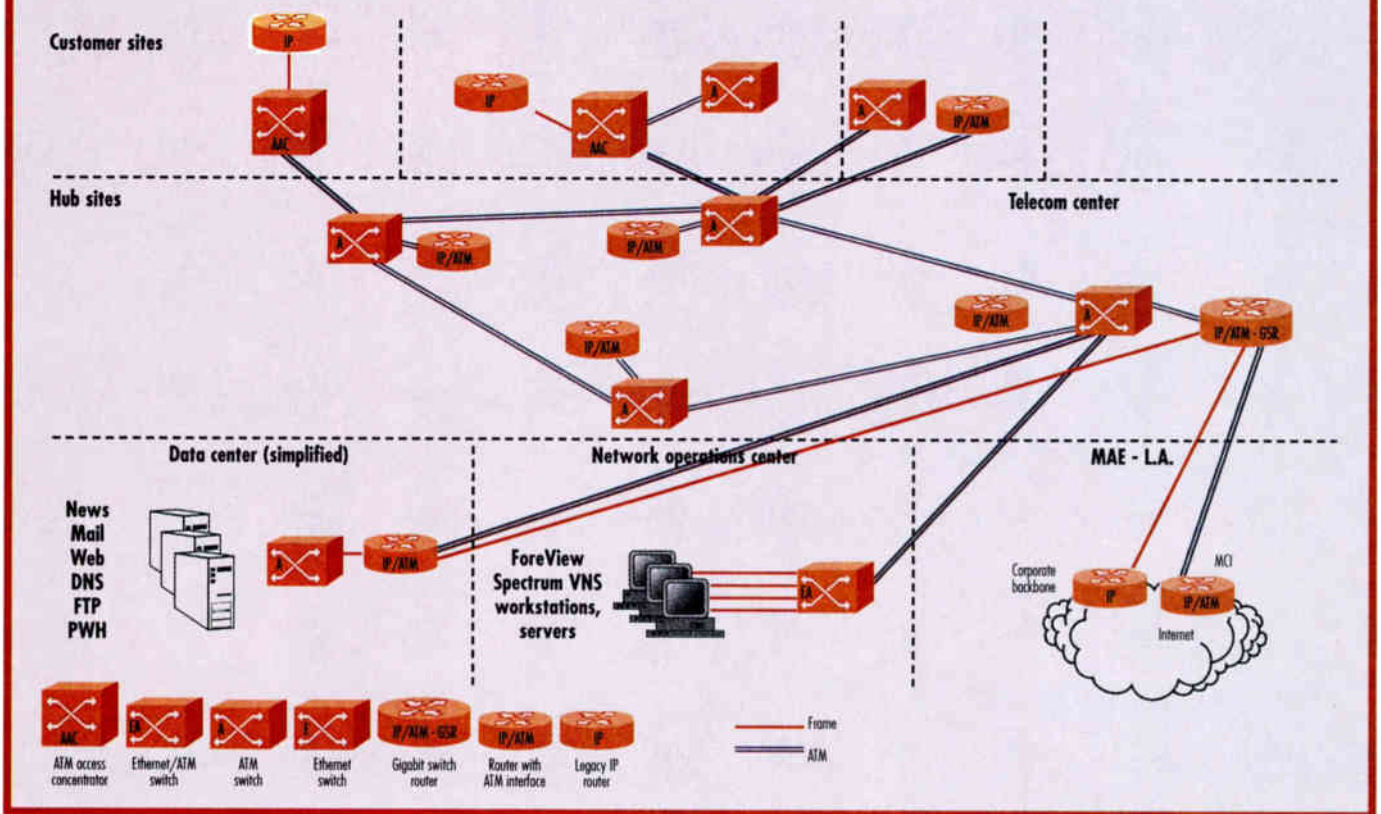 Customer sites
IP
AAC
IP
AAC
A
A
IP/ATM
Hub sites
Telecom center
A
IP/ATM
IP/ATM
A
IP/ATM
A
IP/ATM - GSR
IP/ATM
A
Data center (simplified)
Network operations center
MAE - L.A.
News
Mail
Web
DNS
FTP
PWH
A
IP/ATM
ForeView
Spectrum VNS
workstations,
servers
EA
Corporate
backbone
MCI
IP
IP/ATM
Internet
AAC
EA
A
E
IP/ATM - GSR
IP/ATM
IP
ATM access
concentrator
Ethernet/ATM
switch
ATM
switch
Ethernet
switch
Gigabit switch
router
Router with
ATM interface
Legacy IP
router
Frame
ATM